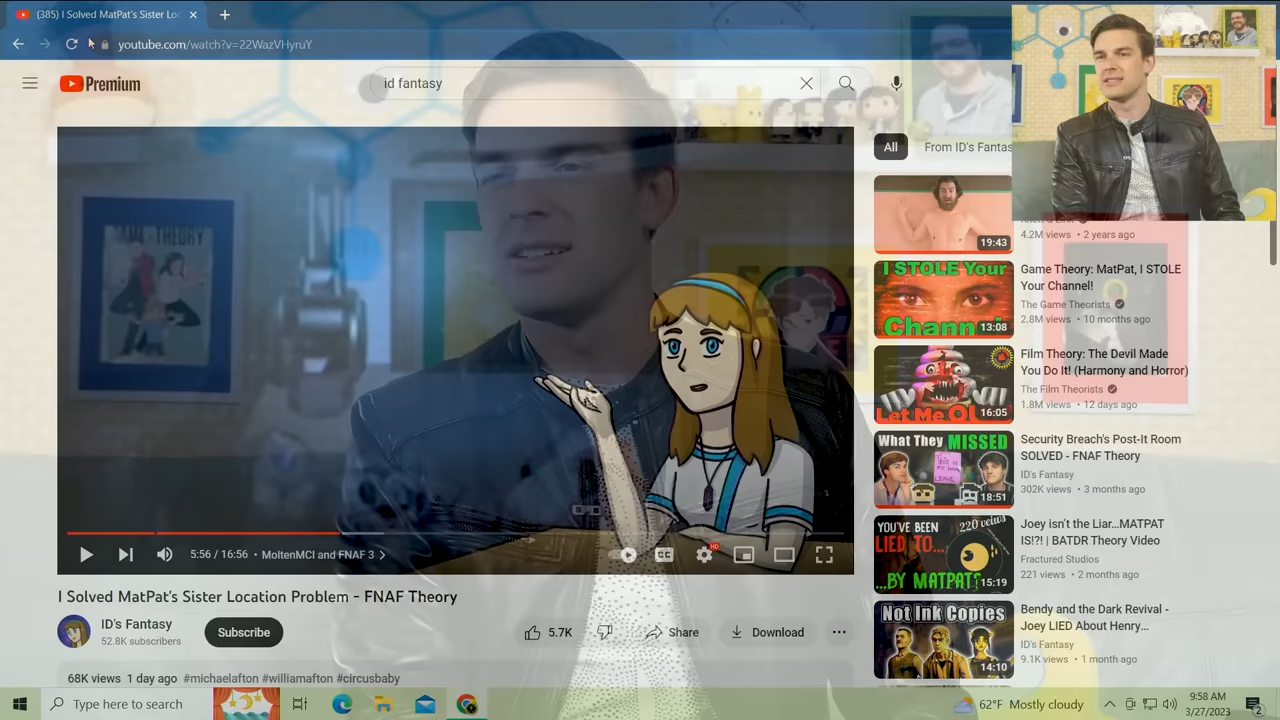 (385) I Solved MatPat's Sister Loc
youtube.com/watch?v=22WazVHyruY
Premium
id fantasy
All
From ID's Fantas
GAME THEORY
19:43
4.2M views • 2 years ago
I STOLE Your
Chann
13:08
Game Theory: MatPat, I STOLE
Your Channel!
The Game Theorists
2.8M views • 10 months ago
Let Me OU
16:05
Film Theory: The Devil Made
You Do It! (Harmony and Horror)
The Film Theorists
1.8M views • 12 days ago
What They MISSED
18:51
Security Breach's Post-It Room
SOLVED - FNAF Theory
ID's Fantasy
302K views • 3 months ago
YOU'VE BEEN
LIED TO...
220 veiws
...BY MATPAT?
15:19
Joey isn't the Liar...MATPAT
IS!?! | BATDR Theory Video
Fractured Studios
221 views • 2 months ago
Not Ink Copies
14:10
Bendy and the Dark Revival -
Joey LIED About Henry...
ID's Fantasy
9.1K views • 1 month ago
5:56 / 16:56 • MoltenMCI and FNAF 3
CC
HD
I Solved MatPat's Sister Location Problem - FNAF Theory
ID's Fantasy
52.8K subscribers
Subscribe
5.7K
Share
Download
68K views 1 day ago #michaelafton #williamafton #circusbaby
Type here to search
62°F Mostly cloudy
9:58 AM
3/27/2023
2